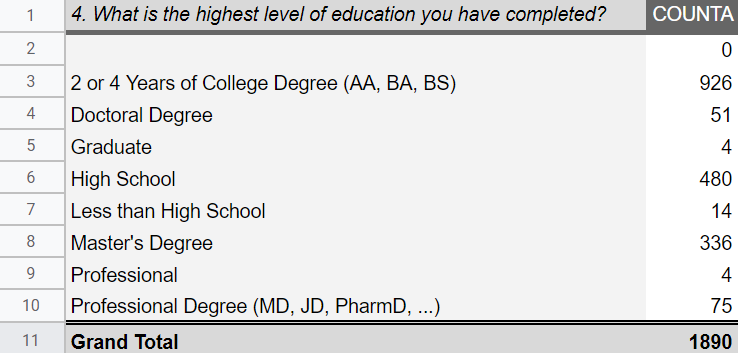 1 4. What is the highest level of education you have completed? COUNTA
2 0
3 2 or 4 Years of College Degree (AA, BA, BS) 926
4 Doctoral Degree 51
5 Graduate 4
6 High School 480
7 Less than High School 14
8 Master's Degree 336
9 Professional 4
10 Professional Degree (MD, JD, PharmD, ...) 75
11 Grand Total 1890